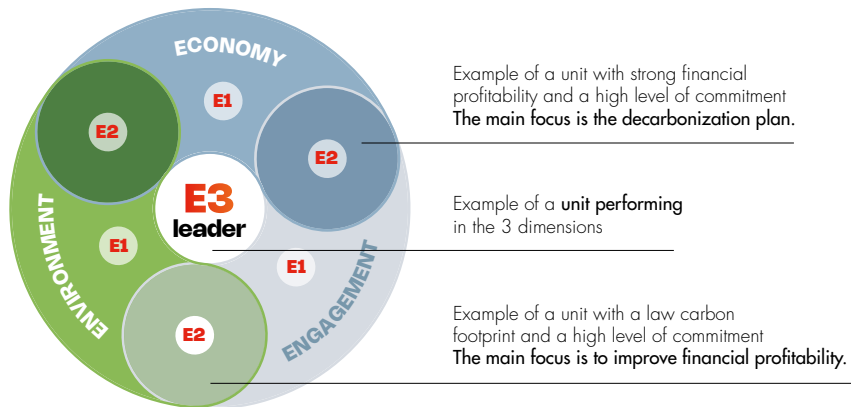 ECONOMY
E1
E2
E2
E3
leader
E1
E1
E2
ENVIRONMENT
ENGAGEMENT
Example of a unit with strong financial
profitability and a high level of commitment
The main focus is the decarbonization plan.
Example of a unit performing
in the 3 dimensions
Example of a unit with a law carbon
footprint and a high level of commitment
The main focus is to improve financial profitability.